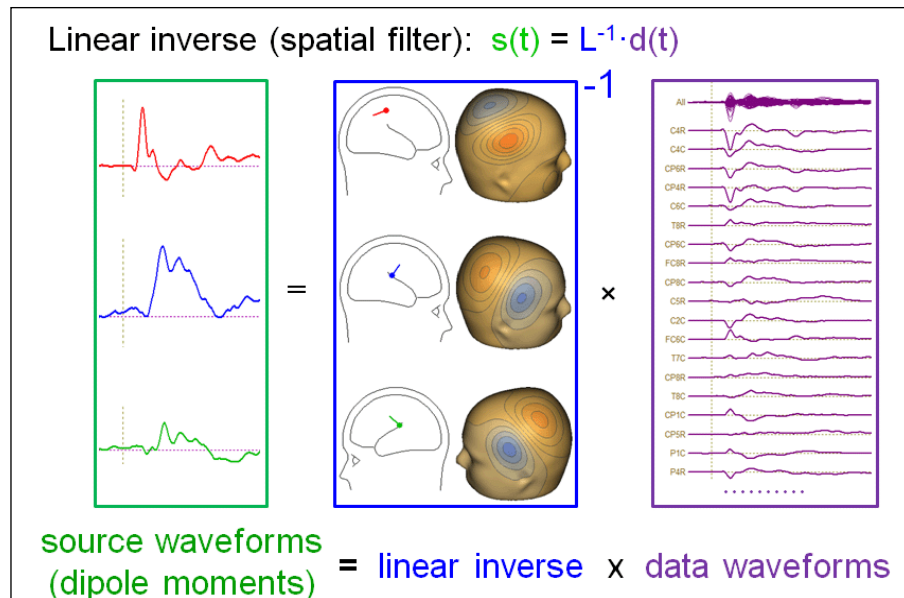 Linear inverse (spatial filter): s(t) = L⁻¹·d(t)
-1
=
×
All
C4R
C4C
CP6R
CP4R
C6C
T8R
CP6C
FC8R
CP8C
C5R
C2C
FC6C
T7C
CP8R
T8C
CP1C
CP5R
P1C
P4R
source waveforms
(dipole moments)
= linear inverse x data waveforms